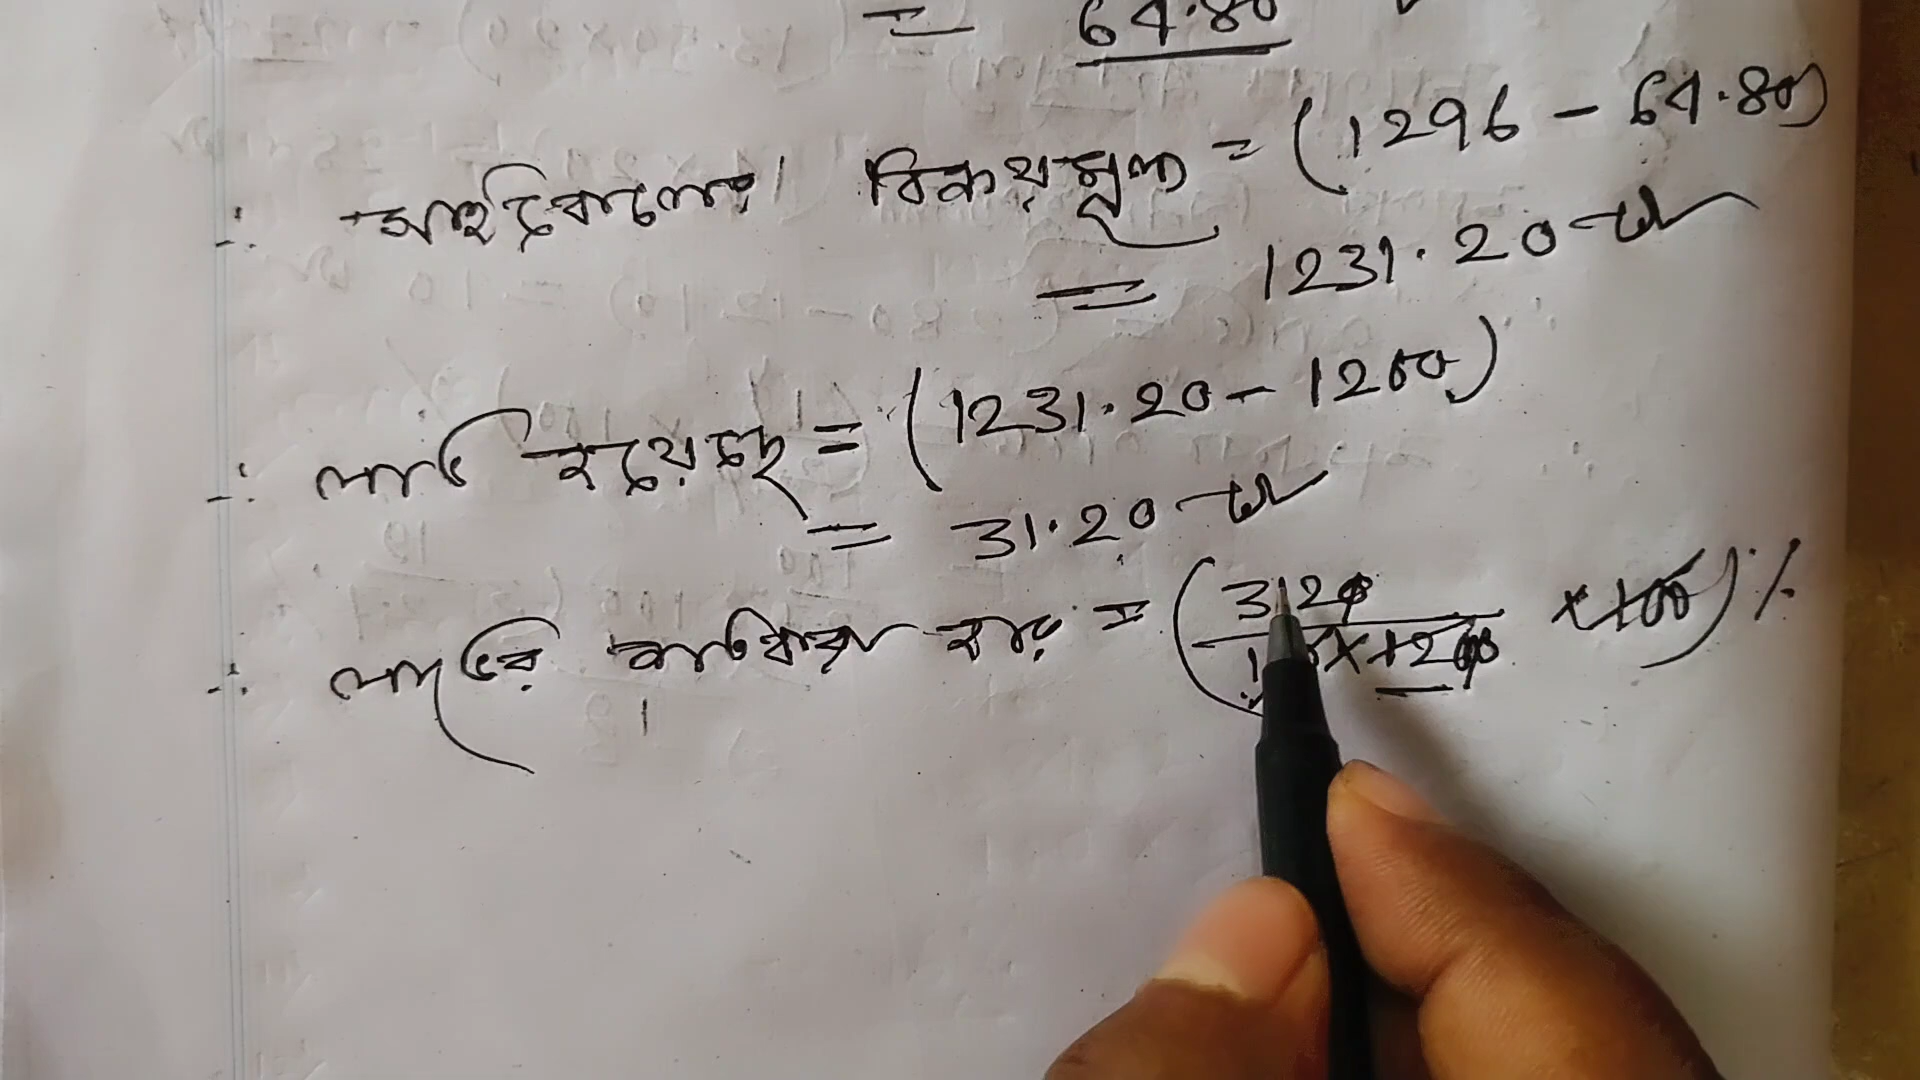 = 64.80
∴ সাইকেলের বিক্রয়মূল্য = (1296 - 64.80)
= 1231.20 টাকা
∴ লাভ হয়েছে = (1231.20 - 1200)
= 31.20 টাকা
∴ লাভের শতকরা হার = (3120 / 100 × 1200 × 100) %